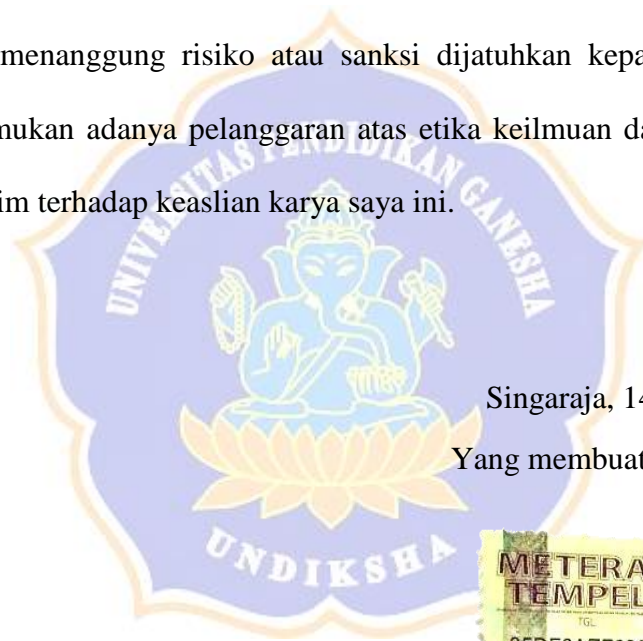 menanggung risiko atau sanksi dijatuhkan kepa
mukan adanya pelanggaran atas etika keilmuan da
im terhadap keaslian karya saya ini.
UNIVERSITAS PENDIDIKAN GANESHA
Singaraja, 14
Yang membuat
UNDIKSHA
METERA
TEMPEL
TGL